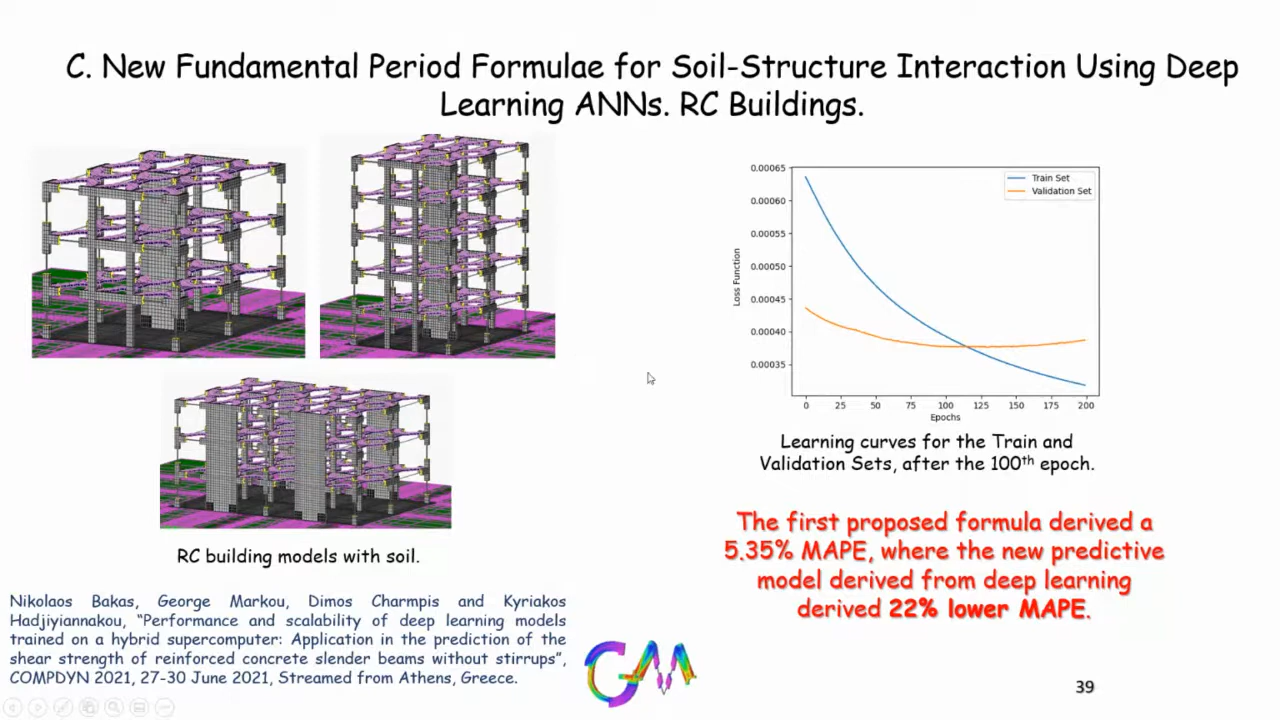 C. New Fundamental Period Formulae for Soil-Structure Interaction Using Deep
Learning ANNs. RC Buildings.
RC building models with soil.
Nikolaos Bakas, George Markou, Dimos Charmpis and Kyriakos
Hadjiyiannakou, “Performance and scalability of deep learning models
trained on a hybrid supercomputer: Application in the prediction of the
shear strength of reinforced concrete slender beams without stirrups”,
COMPDYN 2021, 27-30 June 2021, Streamed from Athens, Greece.
Train Set
Validation Set
Loss Function
0.00065
0.00060
0.00055
0.00050
0.00045
0.00040
0.00035
0 25 50 75 100 125 150 175 200
Epochs
Learning curves for the Train and
Validation Sets, after the 100th epoch.
The first proposed formula derived a
5.35% MAPE, where the new predictive
model derived from deep learning
derived 22% lower MAPE.
GM
39